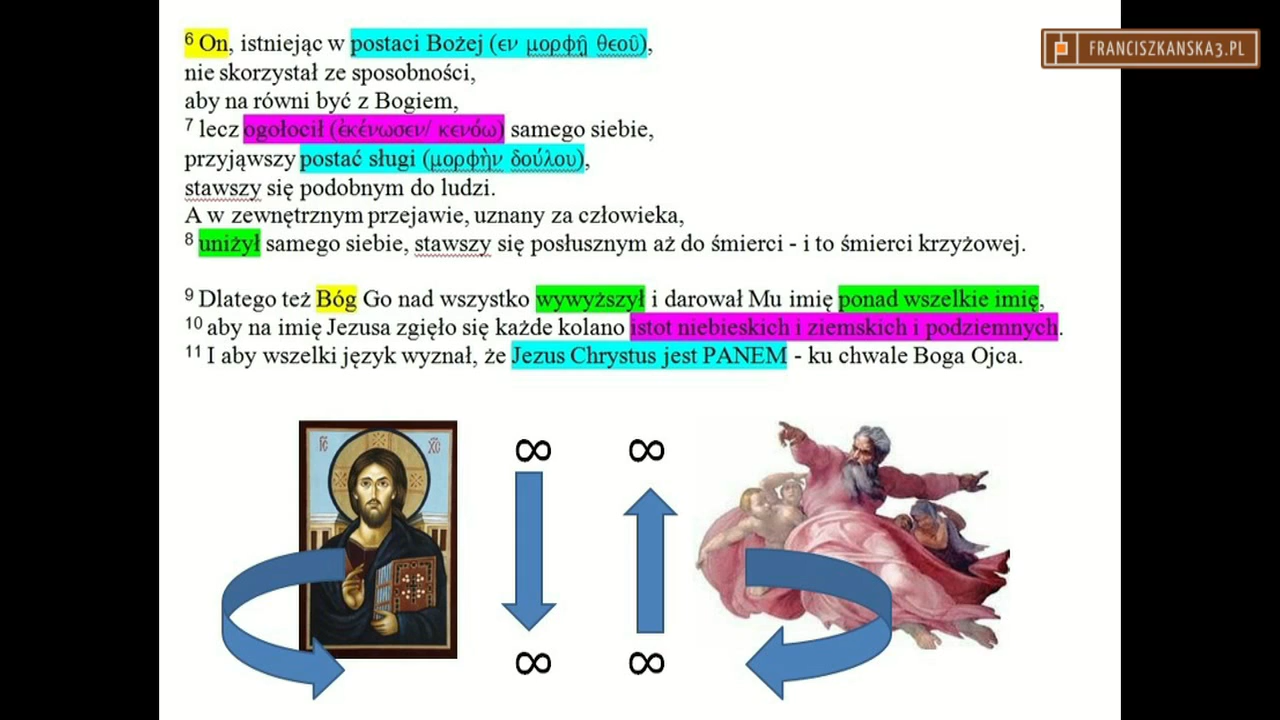 ⁶ On, istniejąc w postaci Bożej (εν μορφῇ θεοῦ),
nie skorzystał ze sposobności,
aby na równi być z Bogiem,
⁷ lecz ogołocił (ἐκένωσεν/ κενόω) samego siebie,
przyjąwszy postać sługi (μορφὴν δούλου),
stawszy się podobnym do ludzi.
A w zewnętrznym przejawie, uznany za człowieka,
⁸ uniżył samego siebie, stawszy się posłusznym aż do śmierci - i to śmierci krzyżowej.
⁹ Dlatego też Bóg Go nad wszystko wywyższył i darował Mu imię ponad wszelkie imię,
¹⁰ aby na imię Jezusa zgięło się każde kolano istot niebieskich i ziemskich i podziemnych.
¹¹ I aby wszelki język wyznał, że Jezus Chrystus jest PANEM - ku chwale Boga Ojca.
FRANCISZKANSKA3.PL
∞ ∞
∞ ∞